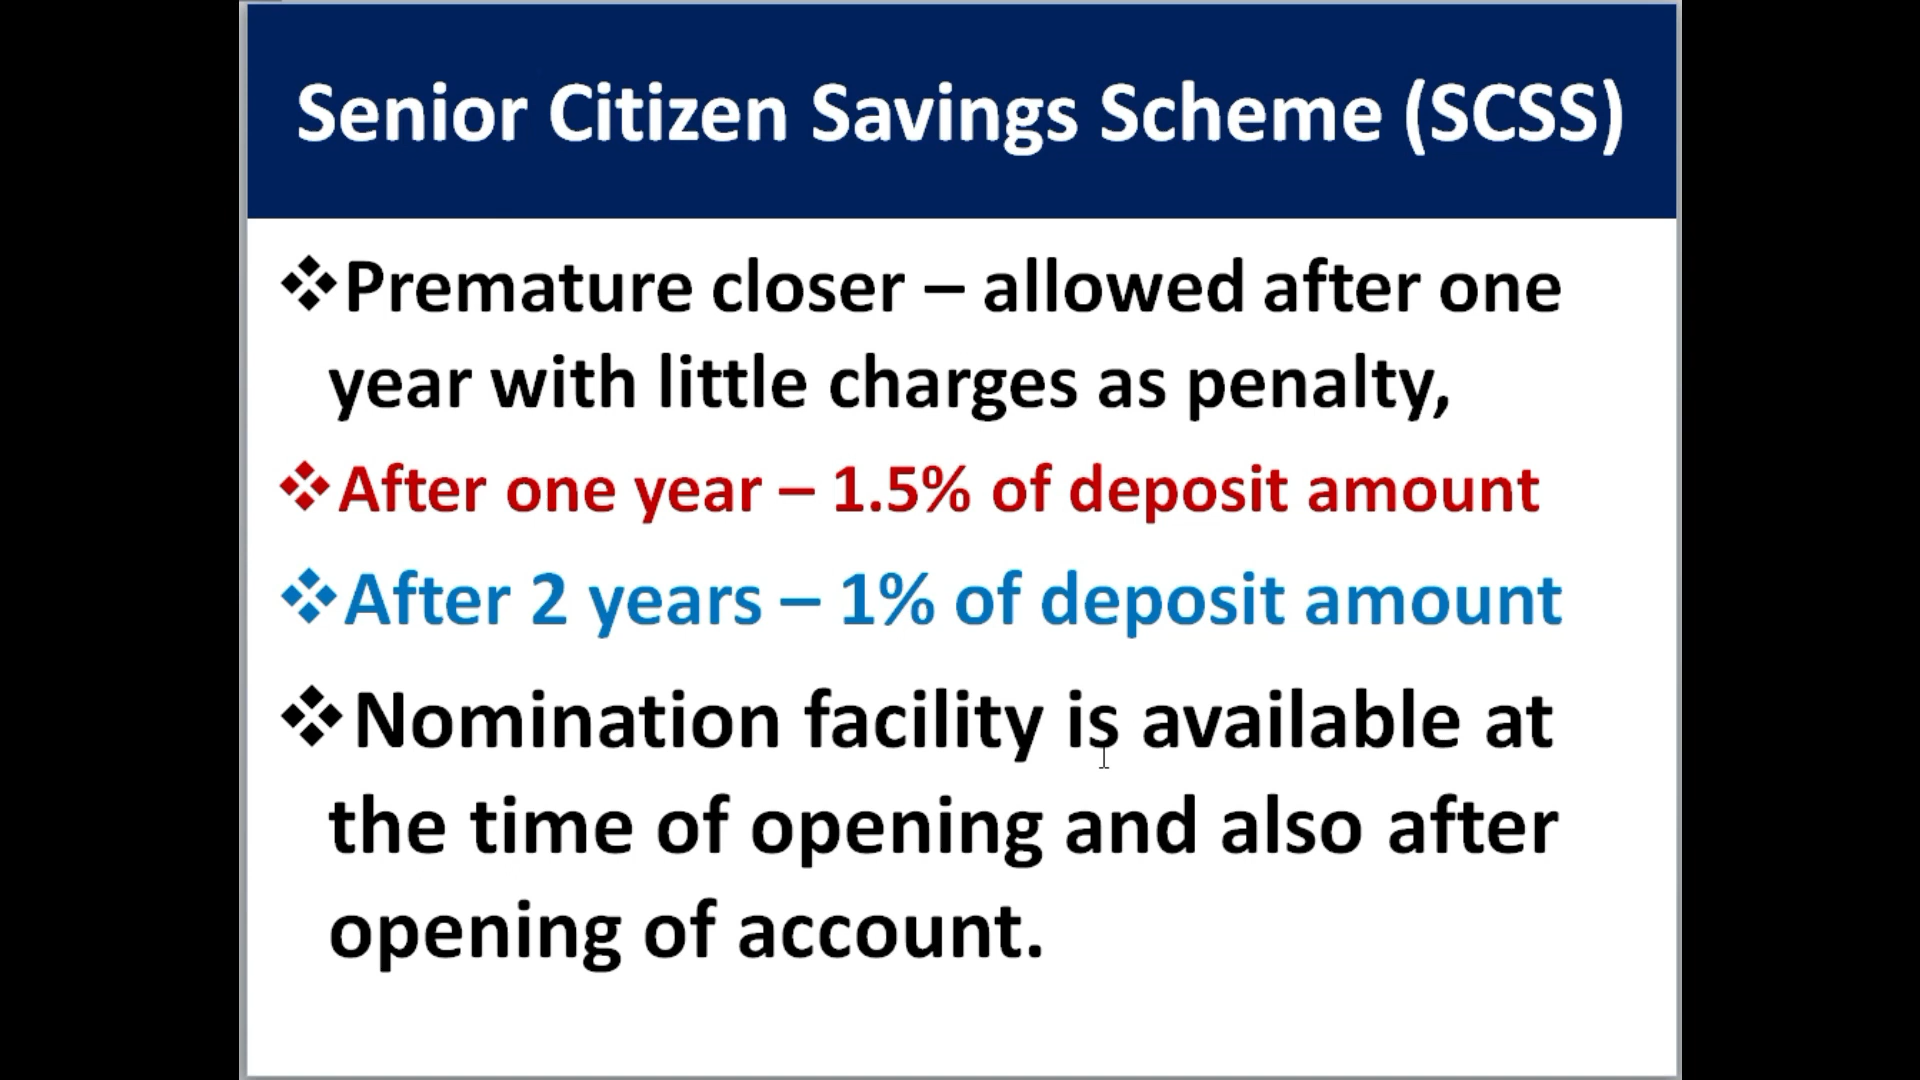 Senior Citizen Savings Scheme (SCSS)
❖Premature closer – allowed after one
year with little charges as penalty,
❖After one year – 1.5% of deposit amount
❖After 2 years – 1% of deposit amount
❖Nomination facility is available at
the time of opening and also after
opening of account.